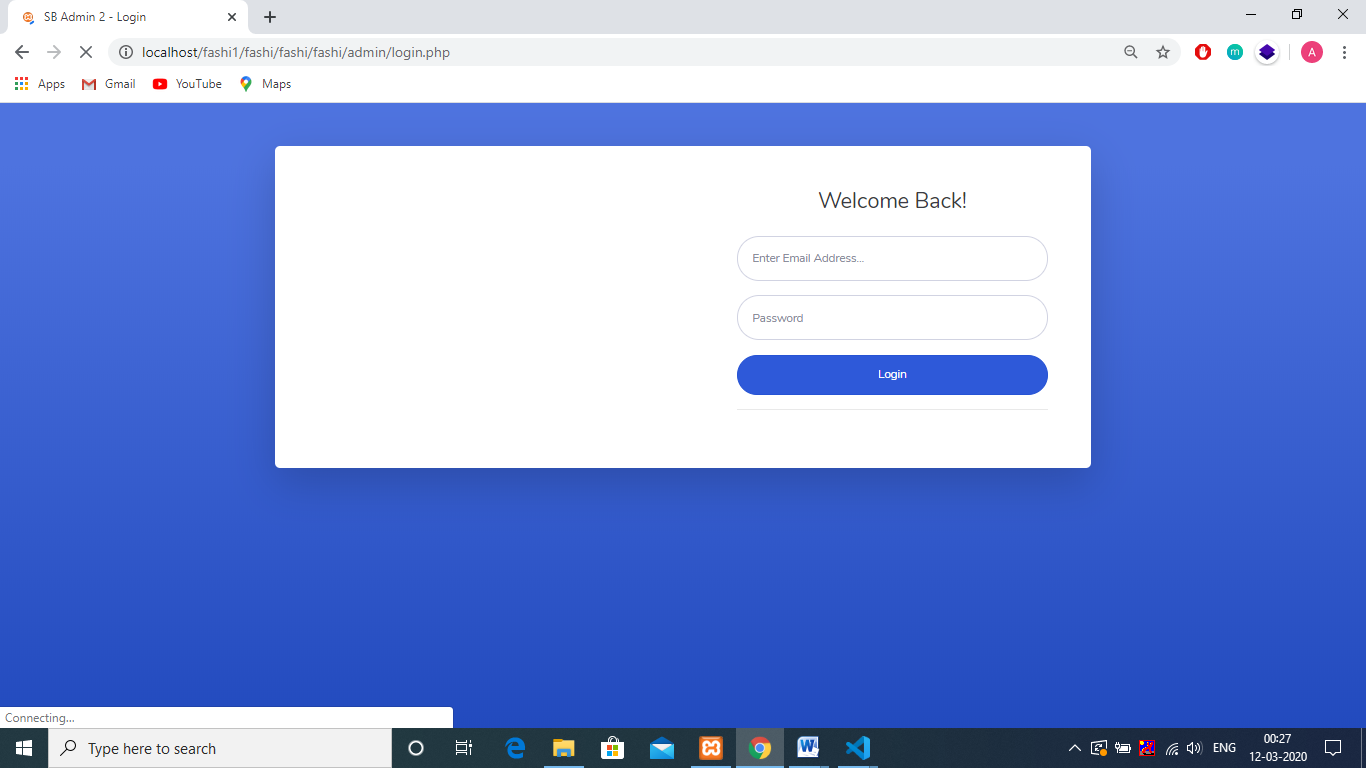 SB Admin 2 - Login
localhost/fashi1/fashi/fashi/fashi/admin/login.php
m
A
Apps Gmail YouTube Maps
Welcome Back!
Enter Email Address...
Password
Login
Connecting...
Type here to search
ENG
00:27
12-03-2020